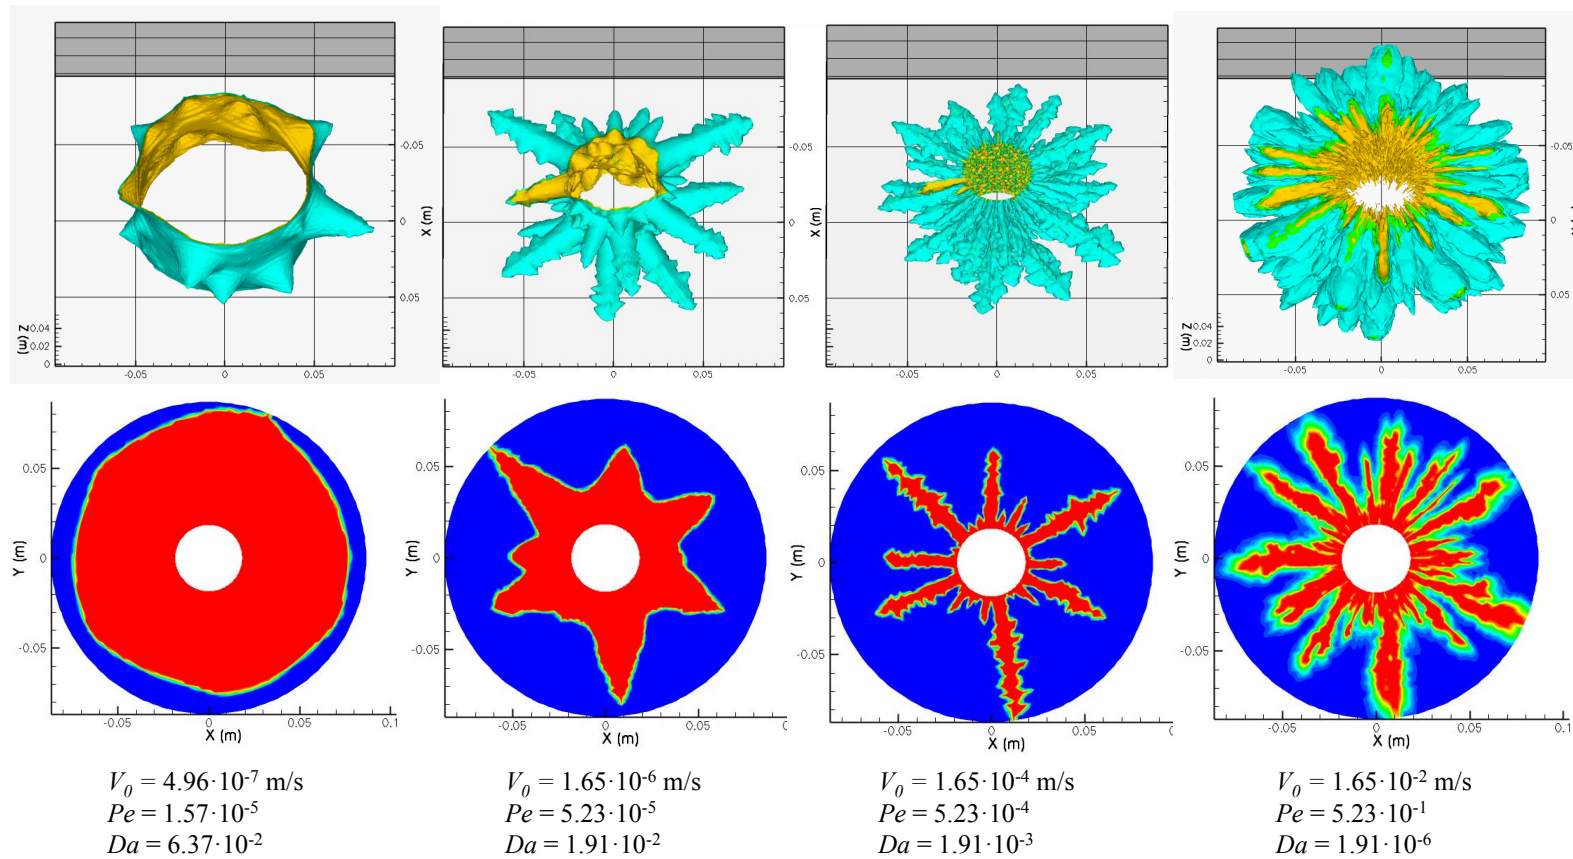 -0.05
0
0.05
X (m)
-0.05
0
0.05
X (m)
-0.05
0
0.05
-0.05
0
0.05
Z (m)
0.04
0.02
0
Z (m)
0.04
0.02
0
-0.05 0 0.05
-0.05 0 0.05
-0.05 0 0.05
-0.05 0 0.05
Y (m)
0.05
0
-0.05
Y (m)
0.05
0
-0.05
Y (m)
0.05
0
-0.05
Y (m)
0.05
0
-0.05
-0.05 0 0.05 0.1
X (m)
-0.05 0 0.05 0
X (m)
-0.05 0 0.05 0
X (m)
-0.05 0 0.05 0.1
X (m)
V₀ = 4.96·10⁻⁷ m/s
Pe = 1.57·10⁻⁵
Da = 6.37·10⁻²
V₀ = 1.65·10⁻⁶ m/s
Pe = 5.23·10⁻⁵
Da = 1.91·10⁻²
V₀ = 1.65·10⁻⁴ m/s
Pe = 5.23·10⁻⁴
Da = 1.91·10⁻³
V₀ = 1.65·10⁻² m/s
Pe = 5.23·10⁻¹
Da = 1.91·10⁻⁶